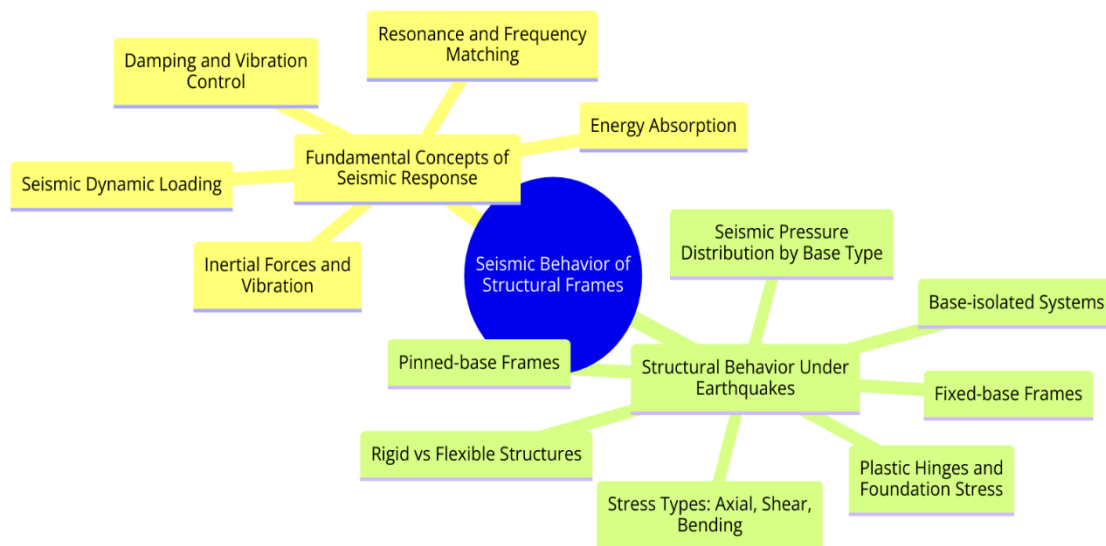 Resonance and Frequency
Matching
Damping and Vibration
Control
Energy Absorption
Fundamental Concepts of
Seismic Response
Seismic Dynamic Loading
Inertial Forces and
Vibration
Seismic Behavior of
Structural Frames
Seismic Pressure
Distribution by Base Type
Base-isolated Systems
Pinned-base Frames
Structural Behavior Under
Earthquakes
Fixed-base Frames
Rigid vs Flexible Structures
Plastic Hinges and
Foundation Stress
Stress Types: Axial, Shear,
Bending